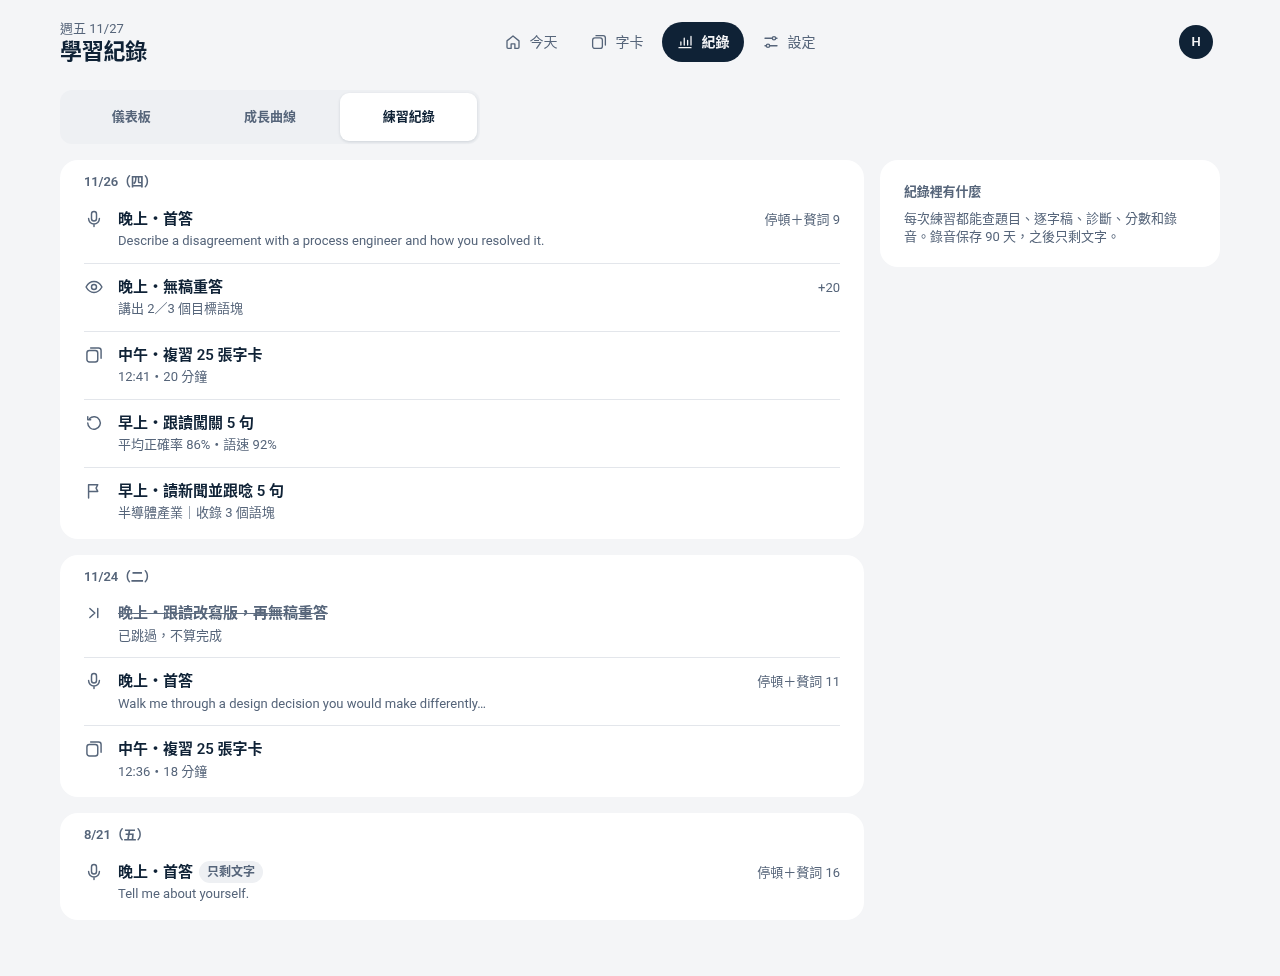 週五 11/27
學習紀錄
今天
字卡
紀錄
設定
H
儀表板
成長曲線
練習紀錄
11/26（四）
晚上・首答
停頓＋贅詞 9
Describe a disagreement with a process engineer and how you resolved it.
晚上・無稿重答
+20
講出 2／3 個目標語塊
中午・複習 25 張字卡
12:41・20 分鐘
早上・跟讀闖關 5 句
平均正確率 86%・語速 92%
早上・讀新聞並跟唸 5 句
半導體產業｜收錄 3 個語塊
11/24（二）
晚上・跟讀改寫版，再無稿重答
已跳過，不算完成
晚上・首答
停頓＋贅詞 11
Walk me through a design decision you would make differently…
中午・複習 25 張字卡
12:36・18 分鐘
8/21（五）
晚上・首答 只剩文字
停頓＋贅詞 16
Tell me about yourself.
紀錄裡有什麼
每次練習都能查題目、逐字稿、診斷、分數和錄
音。錄音保存 90 天，之後只剩文字。